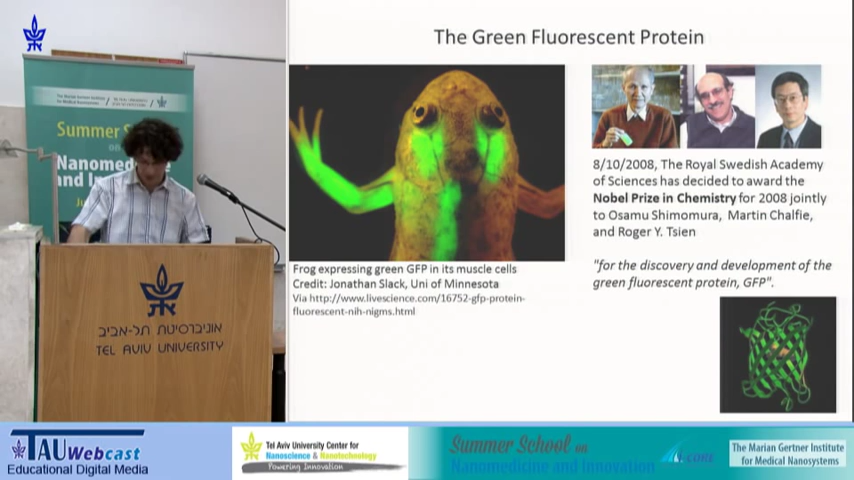 The Green Fluorescent Protein
Summer S
Nanomed
and In
Ju
Frog expressing green GFP in its muscle cells
Credit: Jonathan Slack, Uni of Minnesota
Via http://www.livescience.com/16752-gfp-protein-
fluorescent-nih-nigms.html
8/10/2008, The Royal Swedish Academy
of Sciences has decided to award the
Nobel Prize in Chemistry for 2008 jointly
to Osamu Shimomura, Martin Chalfie,
and Roger Y. Tsien
"for the discovery and development of the
green fluorescent protein, GFP".
אוניברסיטת תל-אביב
TEL AVIV UNIVERSITY
TAU Webcast
Educational Digital Media
Tel Aviv University Center for
Nanoscience & Nanotechnology
Powering Innovation
Summer School on
Nanomedicine and Innovation
i-core
The Marian Gertner Institute
for Medical Nanosystems